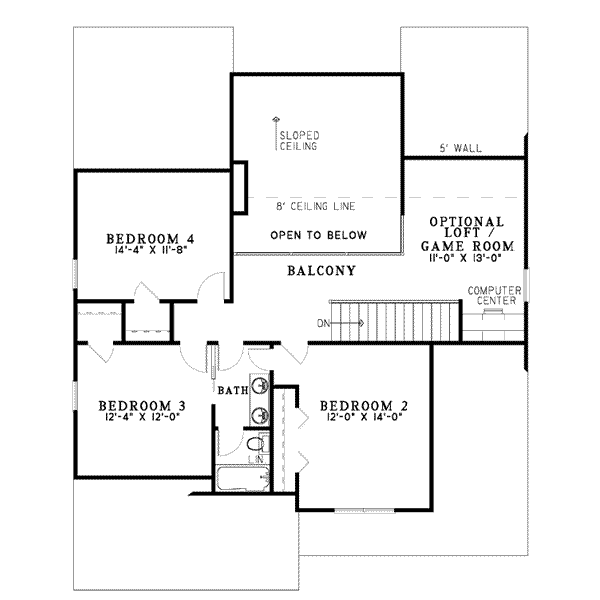 SLOPED
CEILING
5' WALL
8' CEILING LINE
OPEN TO BELOW
OPTIONAL
LOFT /
GAME ROOM
11'-0" X 13'-0"
BEDROOM 4
14'-4" X 11'-8"
BALCONY
COMPUTER
CENTER
DN
BATH
BEDROOM 3
12'-4" X 12'-0"
BEDROOM 2
12'-0" X 14'-0"
LIN